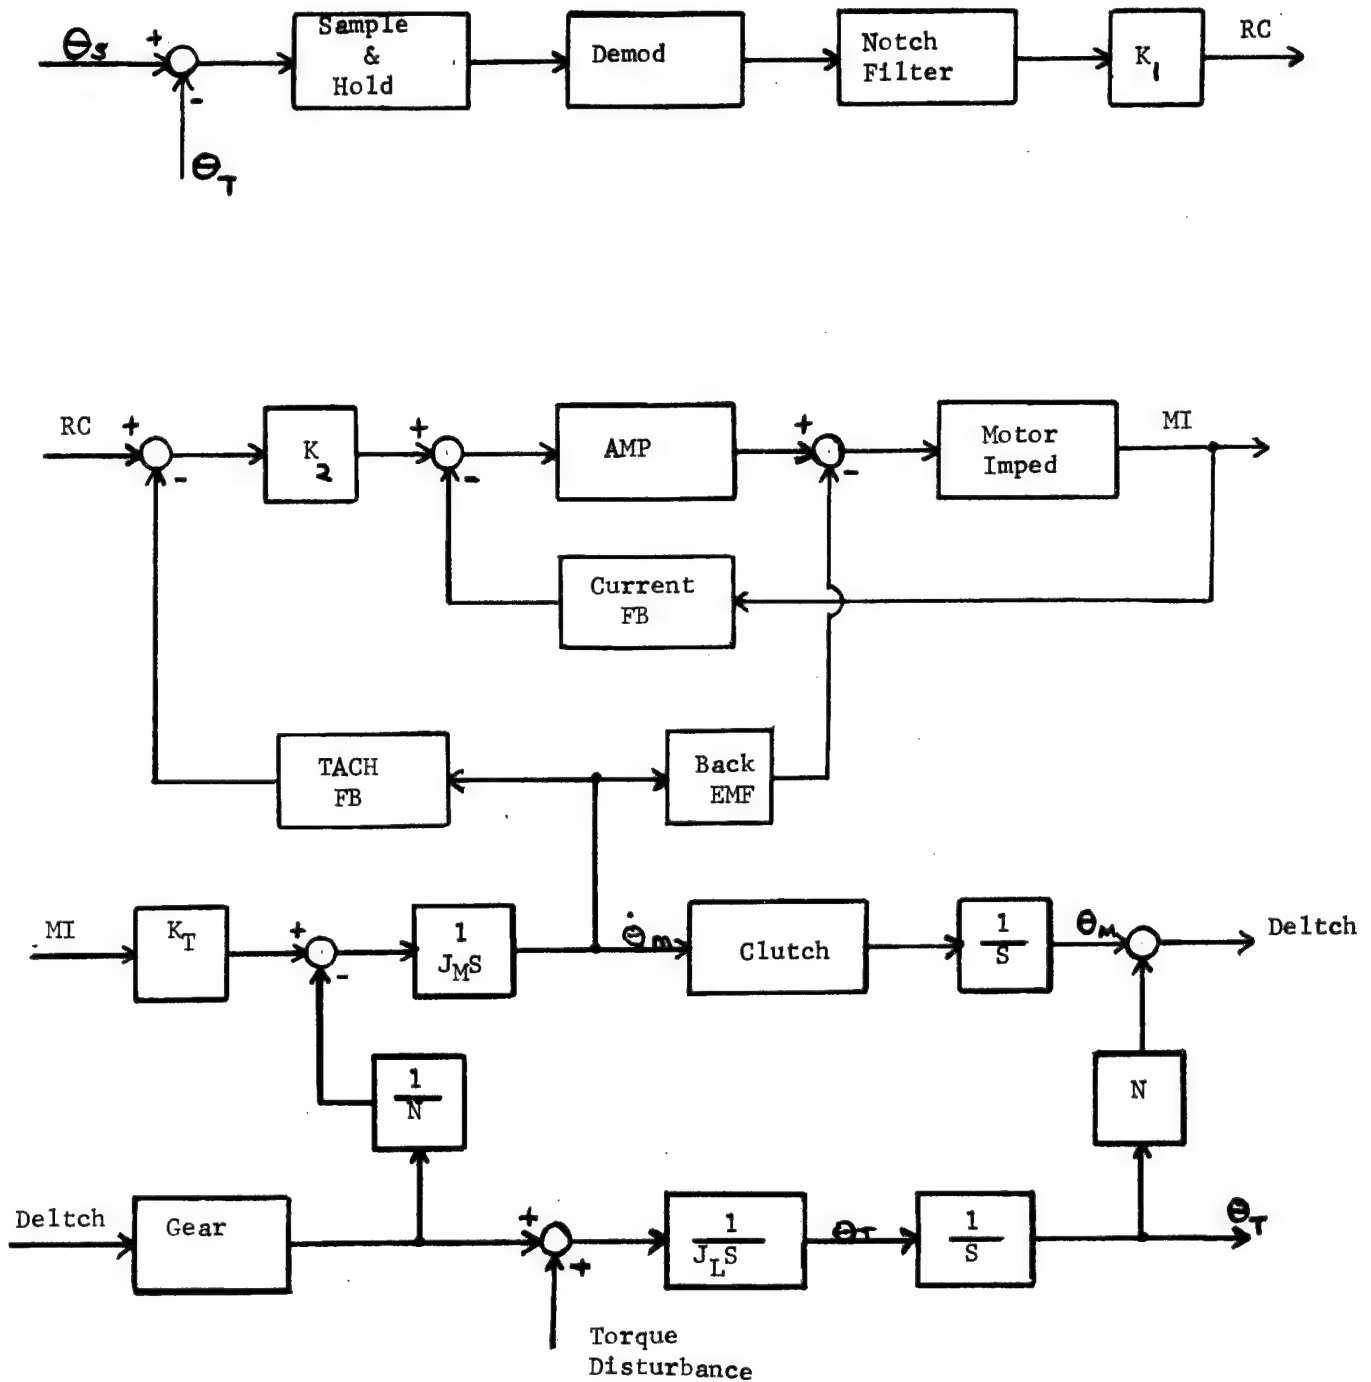 θS
+
-
θT
Sample
&
Hold
Demod
Notch
Filter
K1
RC
RC
+
-
K2
+
-
AMP
+
-
Motor
Imped
MI
Current
FB
TACH
FB
Back
EMF
MI
KT
+
-
1
JMS
θ̇m
Clutch
1
S
θM
Deltch
1
N
N
Deltch
Gear
+
+
Torque
Disturbance
1
JLS
θT
1
S
θT